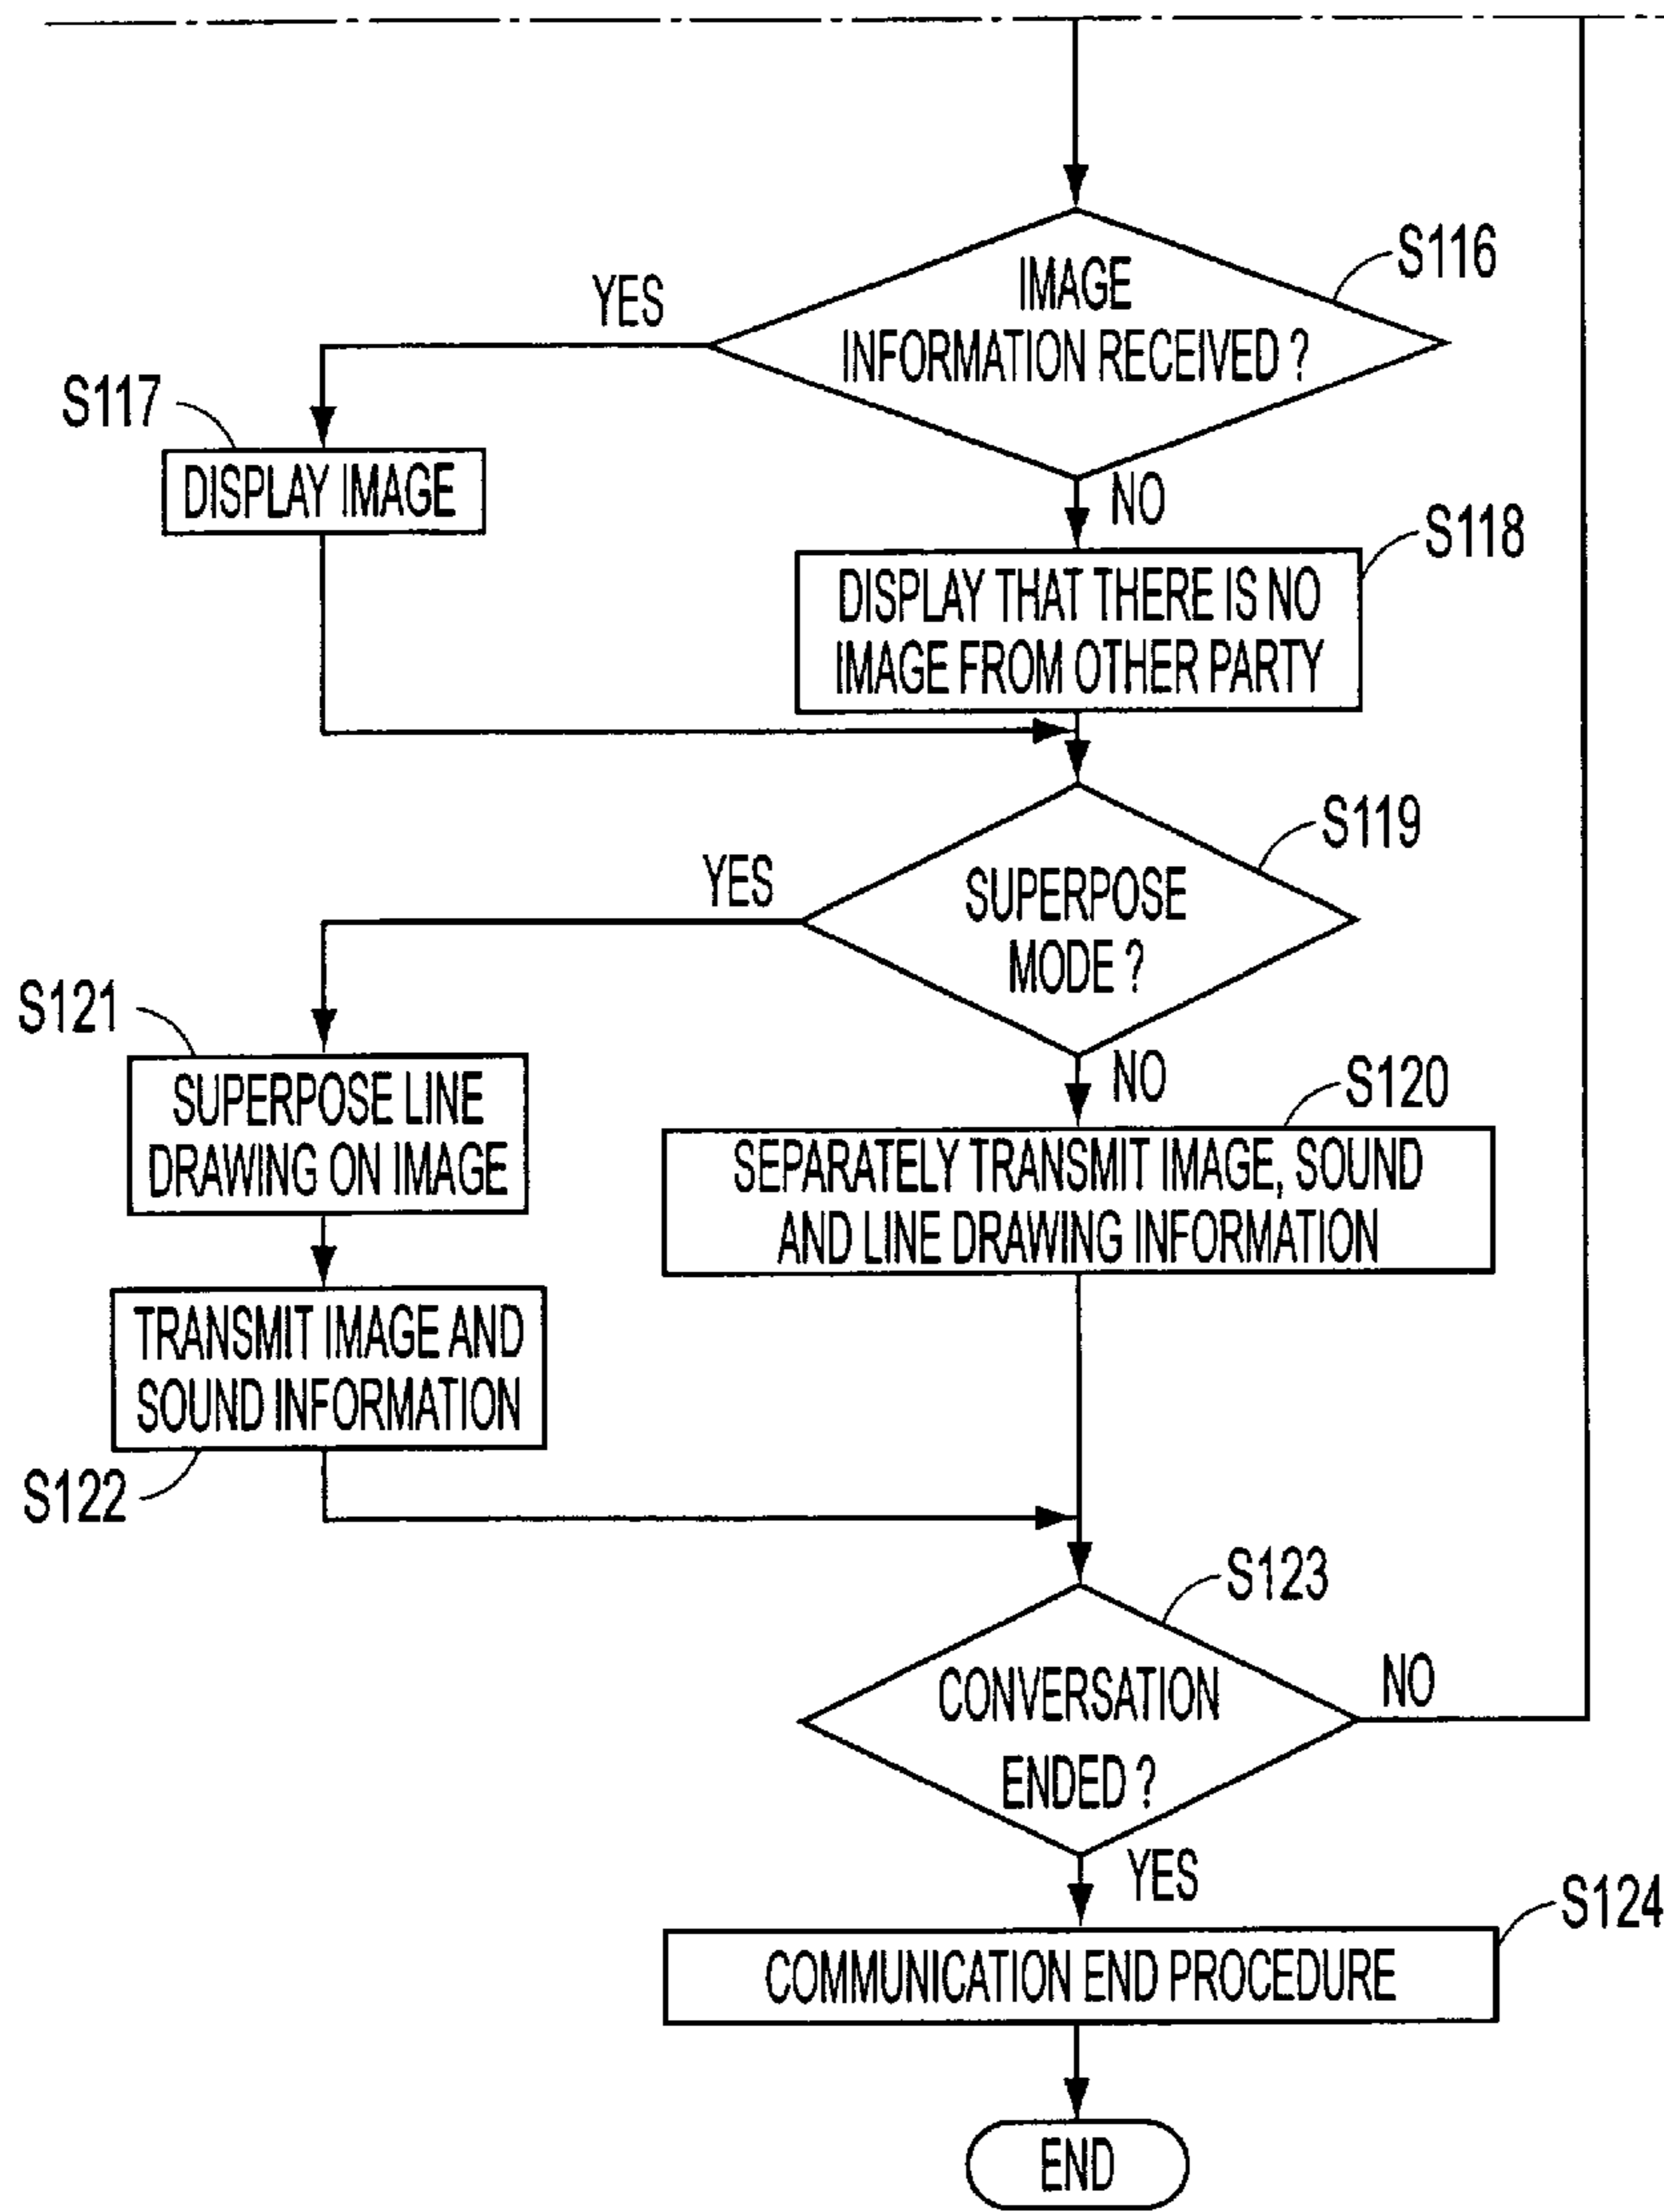 S116
IMAGE
INFORMATION RECEIVED ?
YES
S117
DISPLAY IMAGE
NO
S118
DISPLAY THAT THERE IS NO
IMAGE FROM OTHER PARTY
S119
SUPERPOSE
MODE ?
YES
S121
SUPERPOSE LINE
DRAWING ON IMAGE
NO
S120
SEPARATELY TRANSMIT IMAGE, SOUND
AND LINE DRAWING INFORMATION
TRANSMIT IMAGE AND
SOUND INFORMATION
S122
S123
CONVERSATION
ENDED ?
NO
YES
S124
COMMUNICATION END PROCEDURE
END